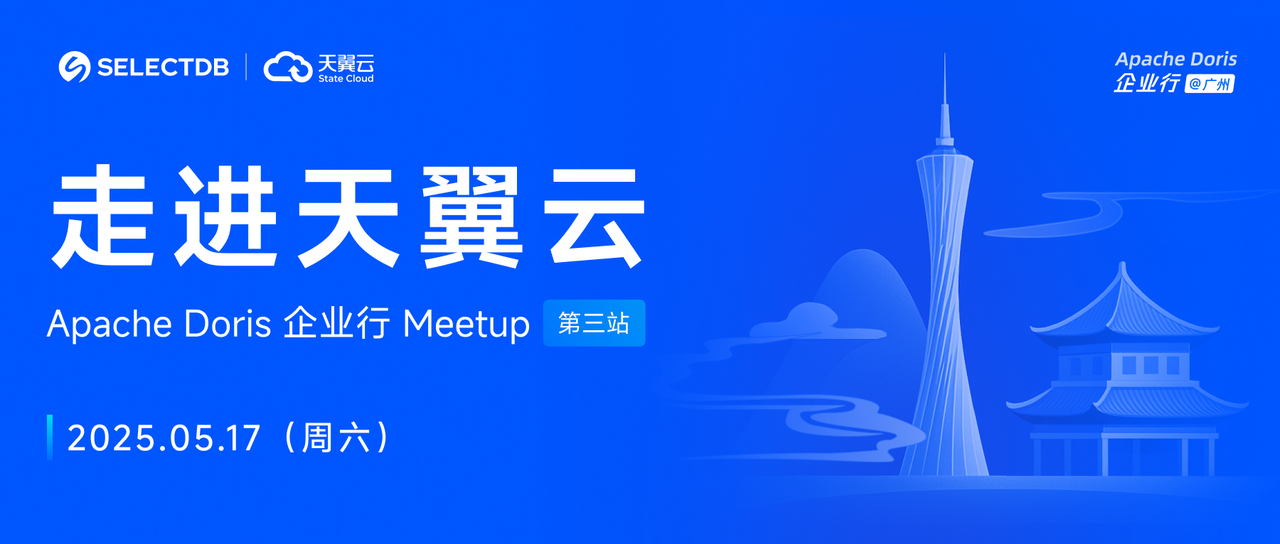 SELECTDB
天翼云
State Cloud
Apache Doris
企业行 @广州
走进天翼云
Apache Doris 企业行 Meetup 第三站
2025.05.17（周六）